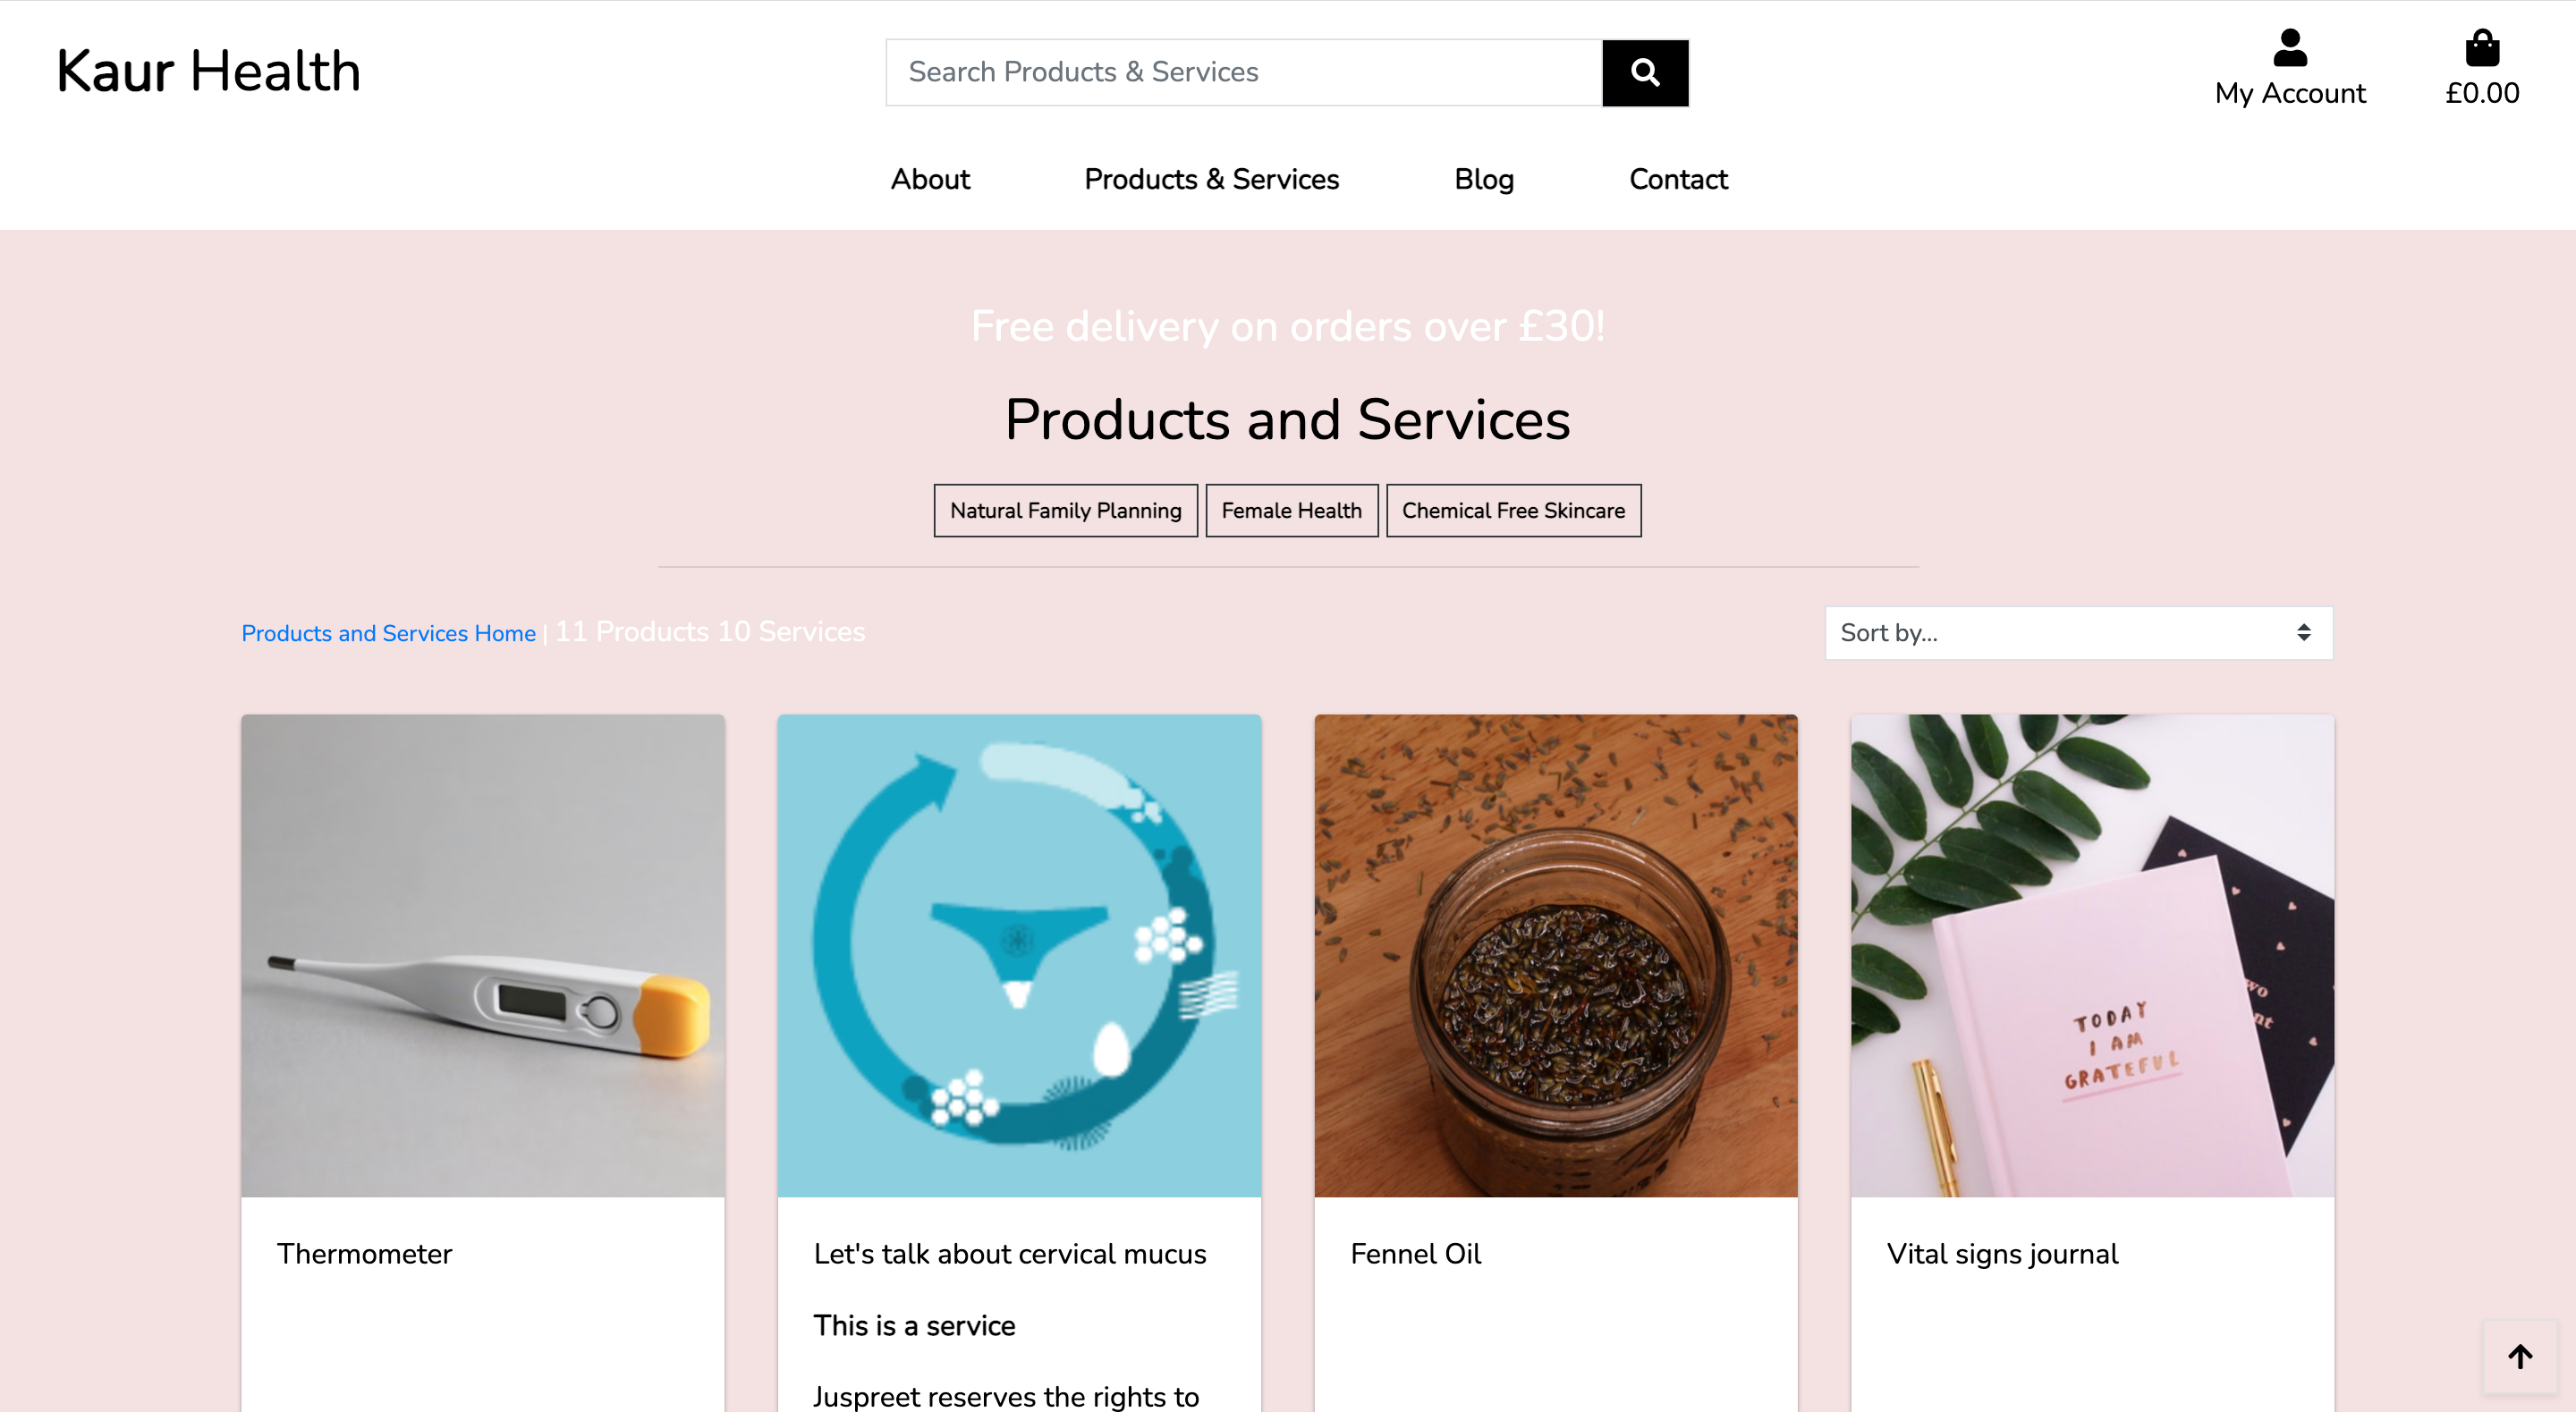 Kaur Health
Search Products & Services
My Account
£0.00
About
Products & Services
Blog
Contact
Free delivery on orders over £30!
Products and Services
Natural Family Planning
Female Health
Chemical Free Skincare
Products and Services Home | 11 Products 10 Services
Sort by...
TODAY
I AM
GRATEFUL
Thermometer
Let's talk about cervical mucus
This is a service
Juspreet reserves the rights to
Fennel Oil
Vital signs journal